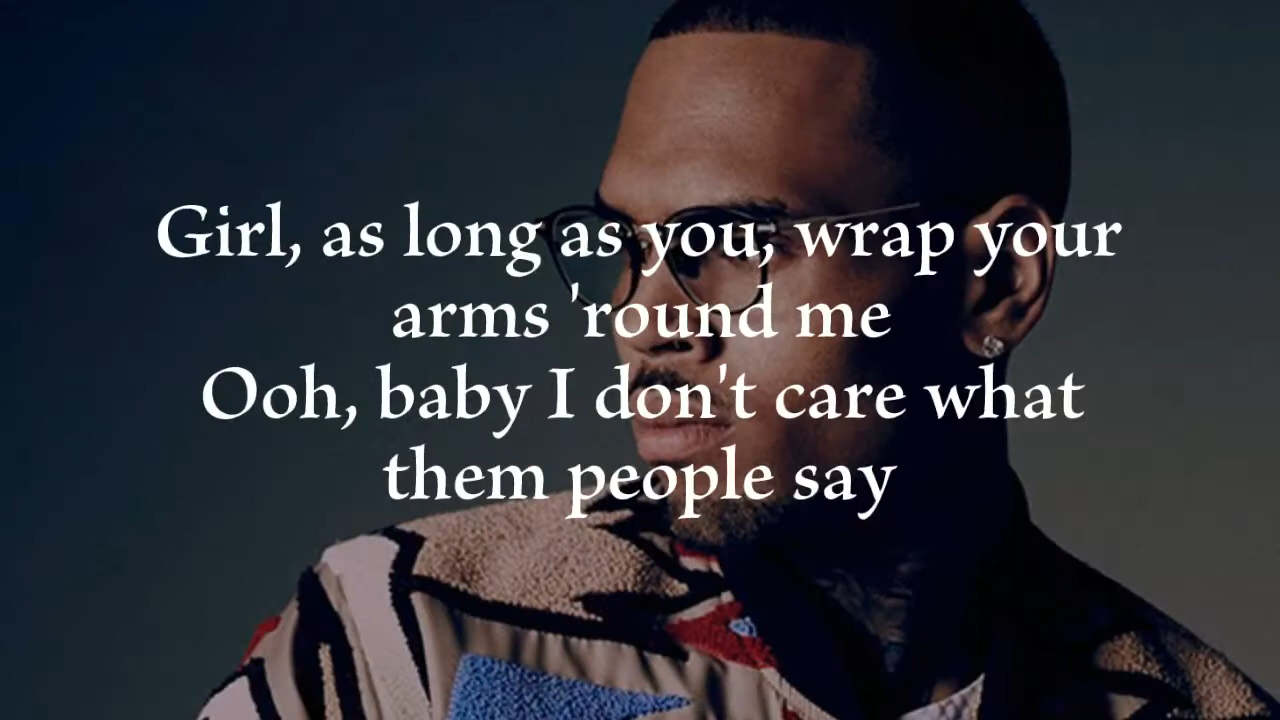 Girl, as long as you, wrap your
arms 'round me
Ooh, baby I don't care what
them people say